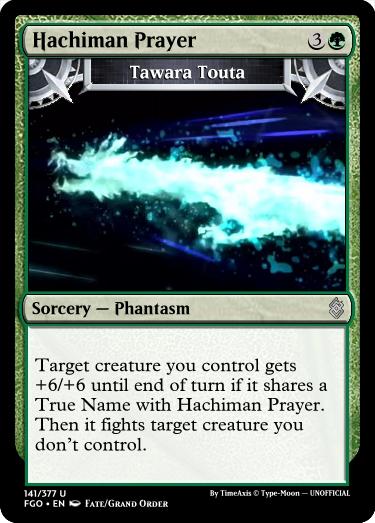 Hachiman Prayer 3
Tawara Touta
Sorcery — Phantasm
Target creature you control gets
+6/+6 until end of turn if it shares a
True Name with Hachiman Prayer.
Then it fights target creature you
don't control.
141/377 U
FGO • EN Fate/Grand Order
By TimeAxis © Type-Moon — UNOFFICIAL